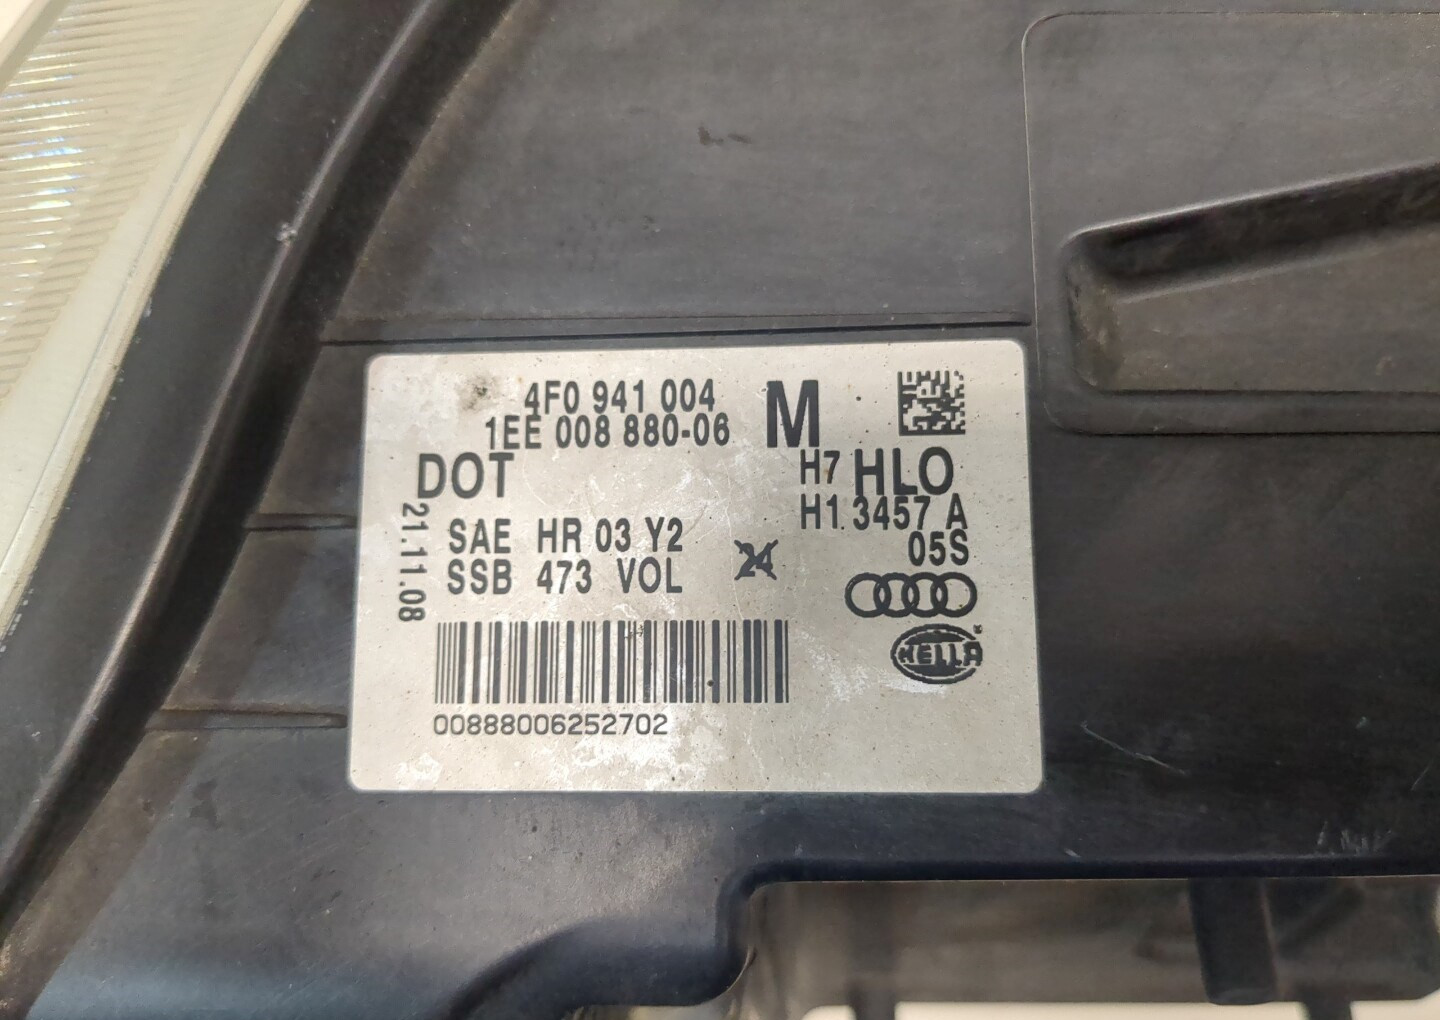 4F0 941 004 M
1EE 008 880-06
DOT H7 HLO
H1 3457 A
SAE HR 03 Y2 24 05S
SSB 473 VOL
21.11.08
HELLA
00888006252702